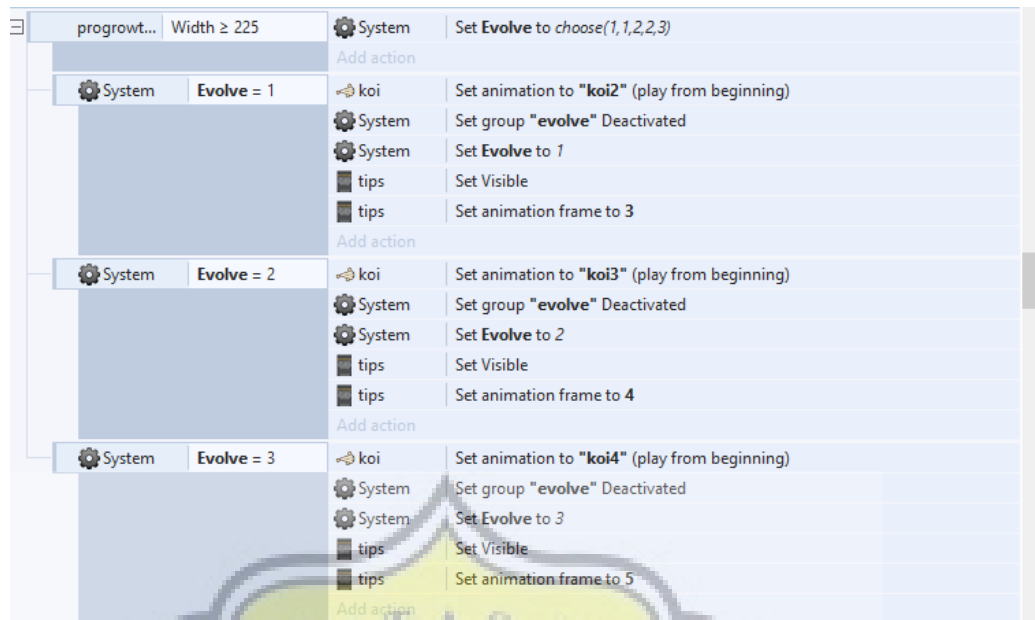 progrowt... Width ≥ 225 System Set Evolve to choose(1,1,2,2,3)
Add action
System Evolve = 1 koi Set animation to "koi2" (play from beginning)
System Set group "evolve" Deactivated
System Set Evolve to 1
tips Set Visible
tips Set animation frame to 3
Add action
System Evolve = 2 koi Set animation to "koi3" (play from beginning)
System Set group "evolve" Deactivated
System Set Evolve to 2
tips Set Visible
tips Set animation frame to 4
Add action
System Evolve = 3 koi Set animation to "koi4" (play from beginning)
System Set group "evolve" Deactivated
System Set Evolve to 3
tips Set Visible
tips Set animation frame to 5
Add action